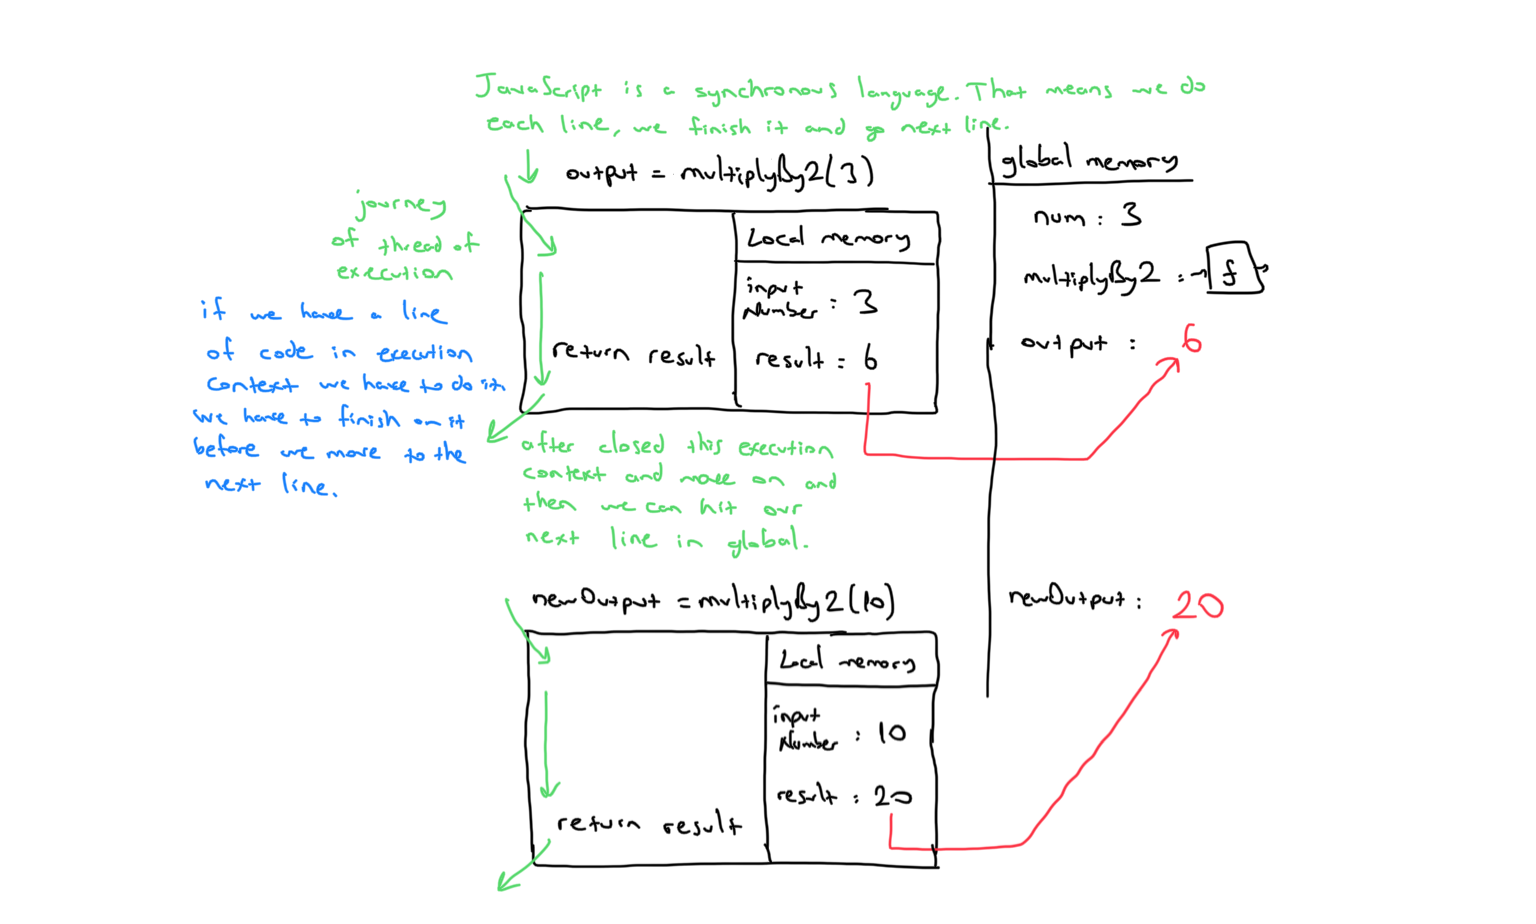 JavaScript is a synchronous language. That means we do
each line, we finish it and go next line.
output = multiplyBy2(3)
journey
of thread of
execution
if we have a line
of code in execution
context we have to do it,
we have to finish on it
before we move to the
next line.
Local memory
input
Number : 3
result : 6
return result
after closed this execution
context and move on and
then we can hit our
next line in global.
global memory
num : 3
multiplyBy2 : f
output : 6
newOutput = multiplyBy2(10)
Local memory
input
Number : 10
result : 20
return result
newOutput : 20